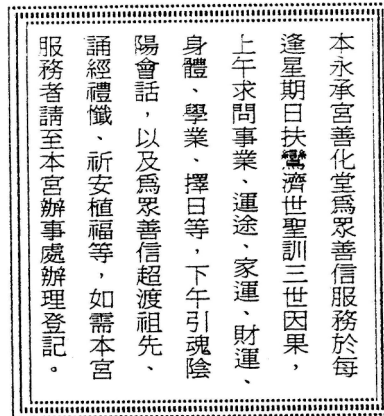 本永承宮善化堂爲眾善信服務於每
逢星期日扶鸞濟世聖訓三世因果，
上午求問事業、運途、家運、財運、
身體、學業、擇日等，下午引魂陰
陽會話，以及爲眾善信超渡祖先、
誦經禮懺、祈安植福等，如需本宮
服務者請至本宮辦事處辦理登記。